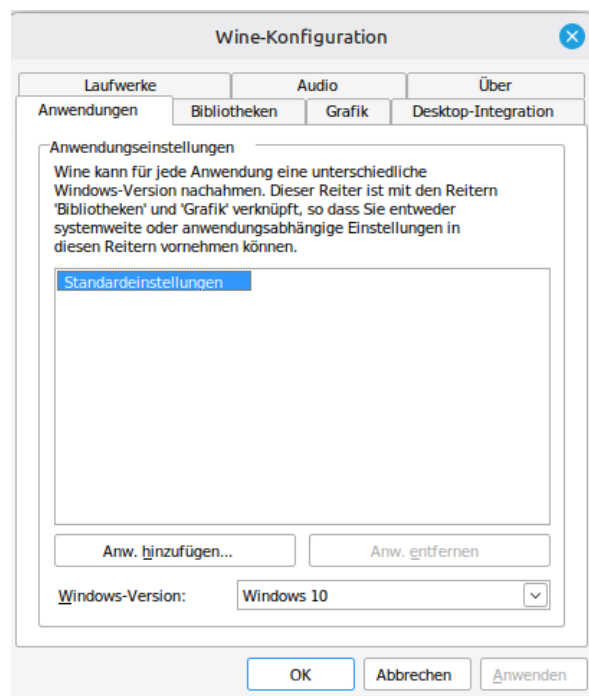 Wine-Konfiguration
Laufwerke
Audio
Über
Anwendungen
Bibliotheken
Grafik
Desktop-Integration
Anwendungseinstellungen
Wine kann für jede Anwendung eine unterschiedliche
Windows-Version nachahmen. Dieser Reiter ist mit den Reitern
'Bibliotheken' und 'Grafik' verknüpft, so dass Sie entweder
systemweite oder anwendungsabhängige Einstellungen in
diesen Reitern vornehmen können.
Standardeinstellungen
Anw. hinzufügen...
Anw. entfernen
Windows-Version:
Windows 10
OK
Abbrechen
Anwenden